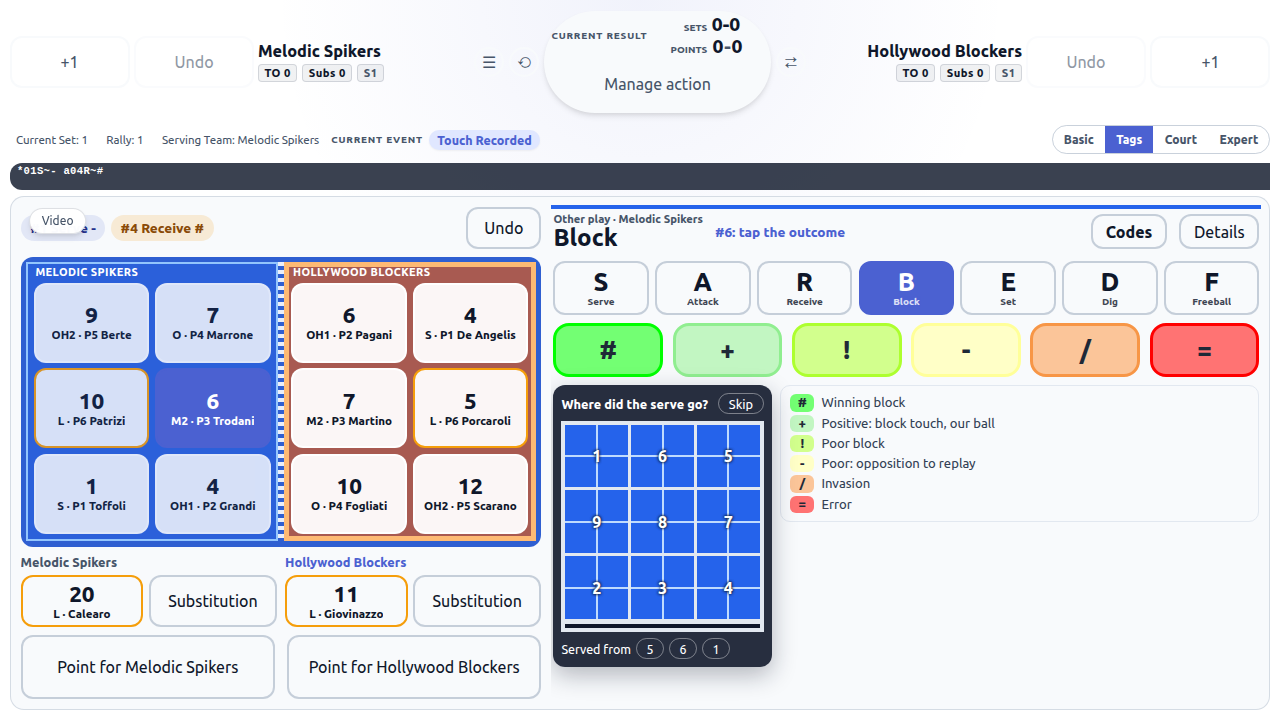 +1
Undo
Melodic Spikers
TO 0
Subs 0
S1
CURRENT RESULT
SETS 0-0
POINTS 0-0
Manage action
Hollywood Blockers
TO 0
Subs 0
S1
Undo
+1
Current Set: 1
Rally: 1
Serving Team: Melodic Spikers
CURRENT EVENT
Touch Recorded
Basic
Tags
Court
Expert
*01S~- a04R~#
Video
#4 Receive #
Undo
MELODIC SPIKERS
HOLLYWOOD BLOCKERS
9
OH2 · P5 Berte
7
O · P4 Marrone
6
OH1 · P2 Pagani
4
S · P1 De Angelis
10
L · P6 Patrizi
6
M2 · P3 Trodani
7
M2 · P3 Martino
5
L · P6 Porcaroli
1
S · P1 Toffoli
4
OH1 · P2 Grandi
10
O · P4 Fogliati
12
OH2 · P5 Scarano
Melodic Spikers
Hollywood Blockers
20
L · Calearo
Substitution
11
L · Giovinazzo
Substitution
Point for Melodic Spikers
Point for Hollywood Blockers
Other play · Melodic Spikers
Block
#6: tap the outcome
Codes
Details
S
Serve
A
Attack
R
Receive
B
Block
E
Set
D
Dig
F
Freeball
#
+
!
-
/
=
Where did the serve go?
Skip
1
6
5
9
8
7
2
3
4
Served from
5
6
1
# Winning block
+ Positive: block touch, our ball
! Poor block
- Poor: opposition to replay
/ Invasion
= Error